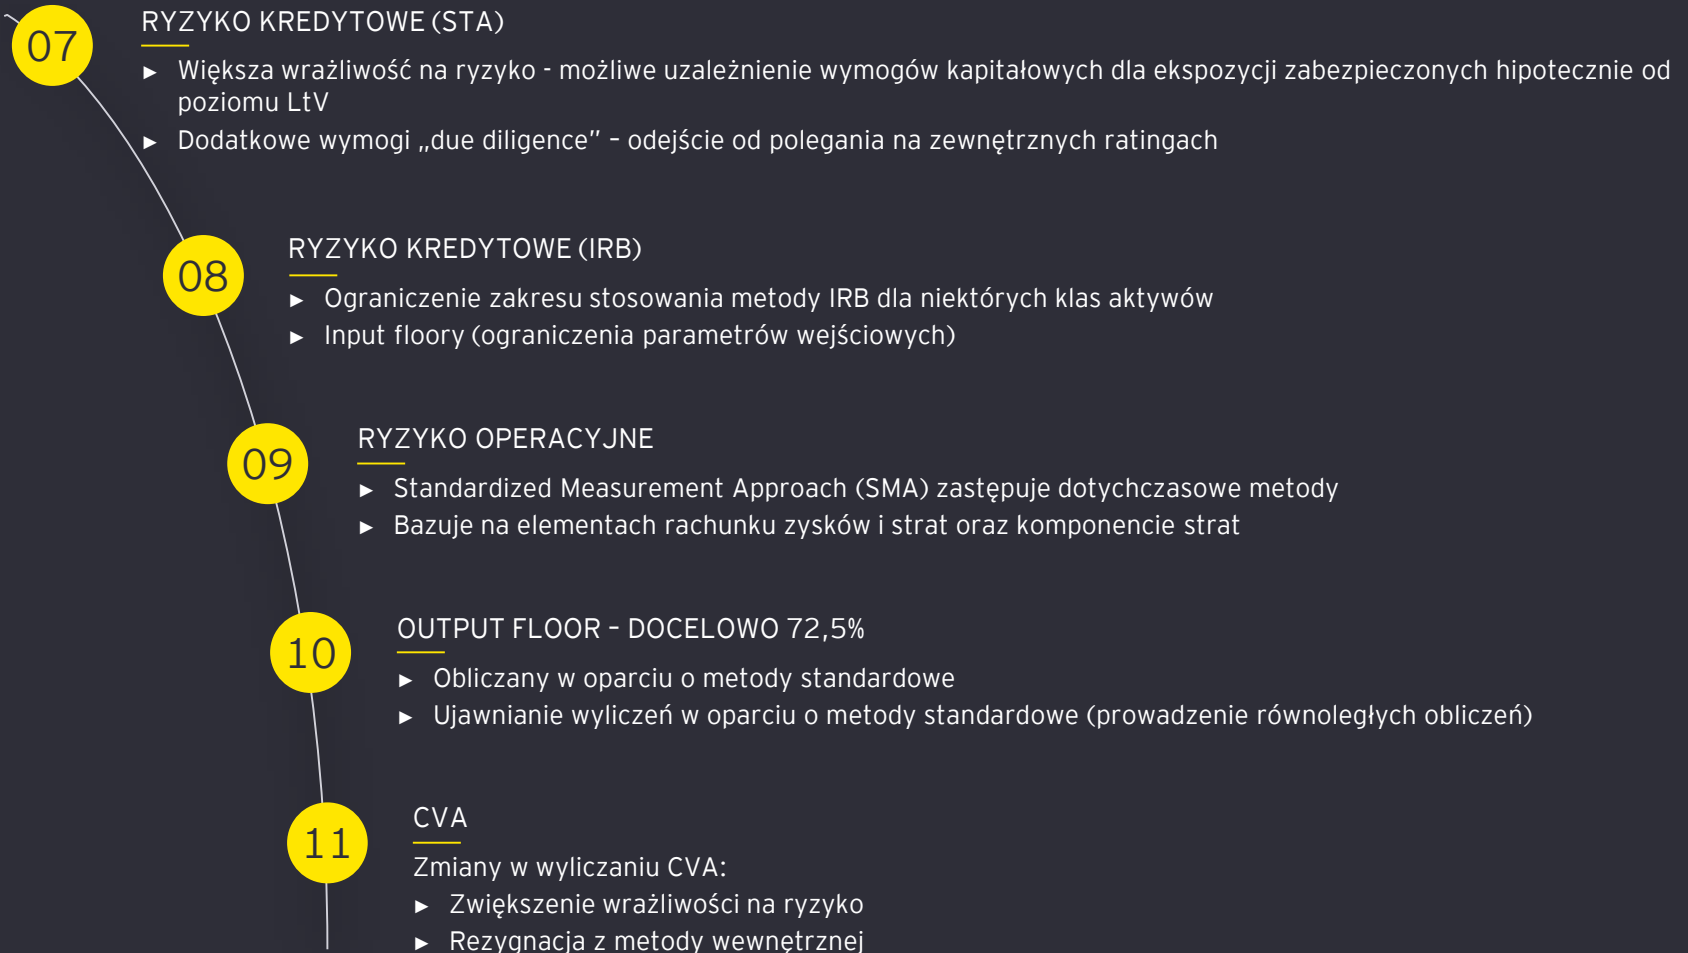 07
RYZYKO KREDYTOWE (STA)
► Większa wrażliwość na ryzyko - możliwe uzależnienie wymogów kapitałowych dla ekspozycji zabezpieczonych hipotecznie od
poziomu LtV
► Dodatkowe wymogi „due diligence” – odejście od polegania na zewnętrznych ratingach
08
RYZYKO KREDYTOWE (IRB)
► Ograniczenie zakresu stosowania metody IRB dla niektórych klas aktywów
► Input floory (ograniczenia parametrów wejściowych)
09
RYZYKO OPERACYJNE
► Standardized Measurement Approach (SMA) zastępuje dotychczasowe metody
► Bazuje na elementach rachunku zysków i strat oraz komponencie strat
10
OUTPUT FLOOR – DOCELOWO 72,5%
► Obliczany w oparciu o metody standardowe
► Ujawnianie wyliczeń w oparciu o metody standardowe (prowadzenie równoległych obliczeń)
11
CVA
Zmiany w wyliczaniu CVA:
► Zwiększenie wrażliwości na ryzyko
► Rezygnacja z metody wewnętrznej